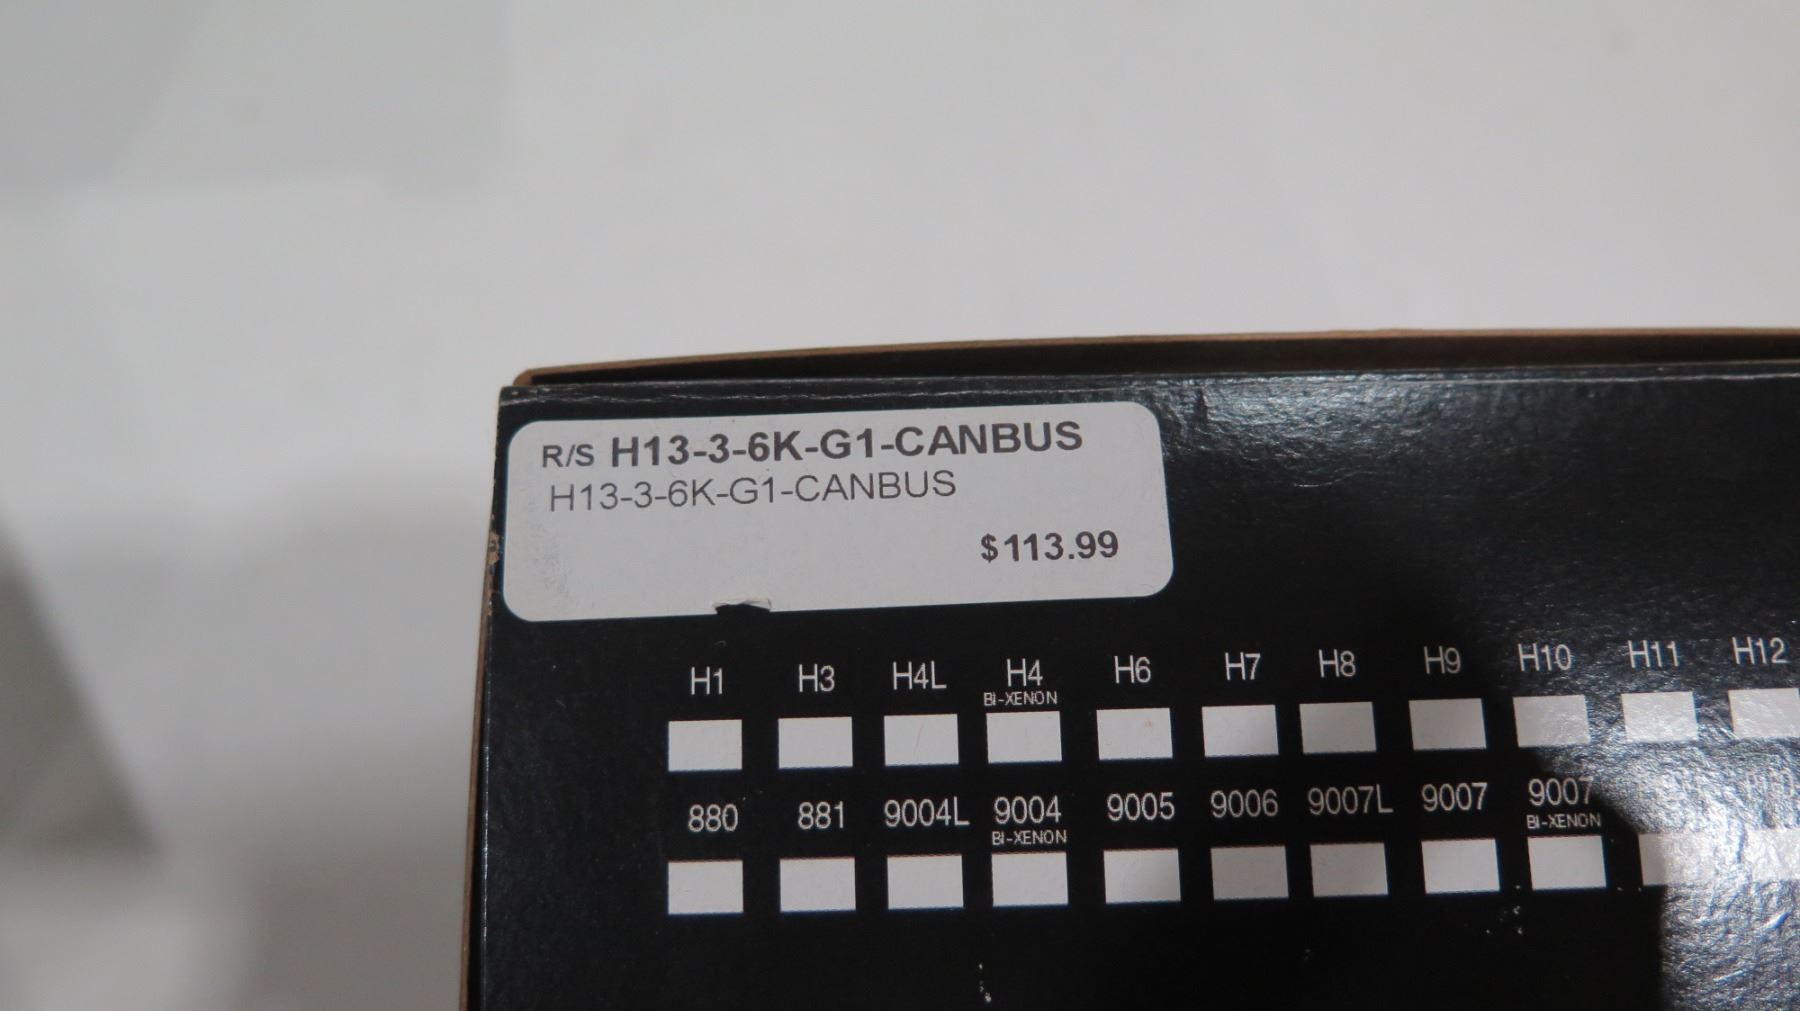 R/S H13-3-6K-G1-CANBUS
H13-3-6K-G1-CANBUS
$113.99
H1 H3 H4L H4 H6 H7 H8 H9 H10 H11 H12
BI-XENON
880 881 9004L 9004 9005 9006 9007L 9007 9007
BI-XENON BI-XENON